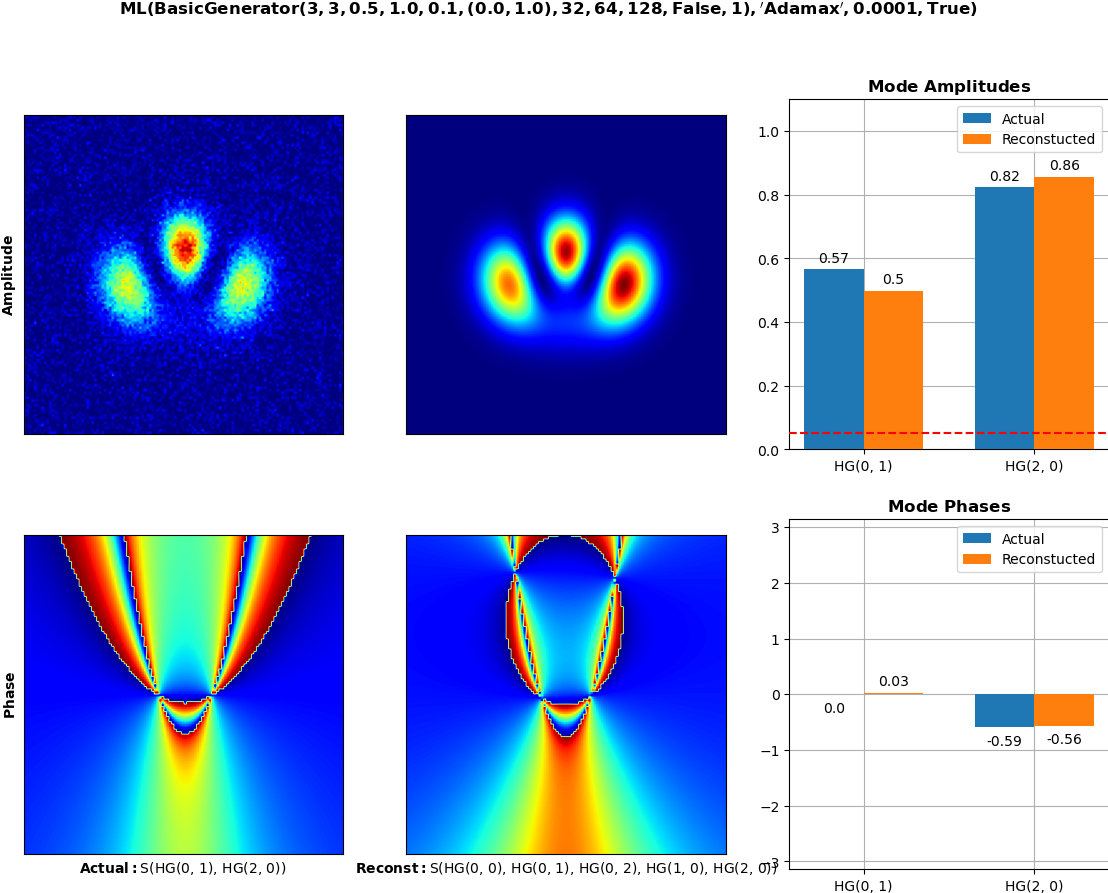 ML(BasicGenerator(3, 3, 0.5, 1.0, 0.1, (0.0, 1.0), 32, 64, 128, False, 1), ′Adamax′, 0.0001, True)
Mode Amplitudes
Amplitude
1.0
0.8
0.6
0.4
0.2
0.0
Actual
Reconstucted
0.57
0.5
0.82
0.86
HG(0, 1)
HG(2, 0)
Mode Phases
Phase
3
2
1
0
−1
−2
−3
Actual
Reconstucted
0.0
0.03
-0.59
-0.56
HG(0, 1)
HG(2, 0)
Actual: S(HG(0, 1), HG(2, 0))
Reconst: S(HG(0, 0), HG(0, 1), HG(0, 2), HG(1, 0), HG(2, 0))